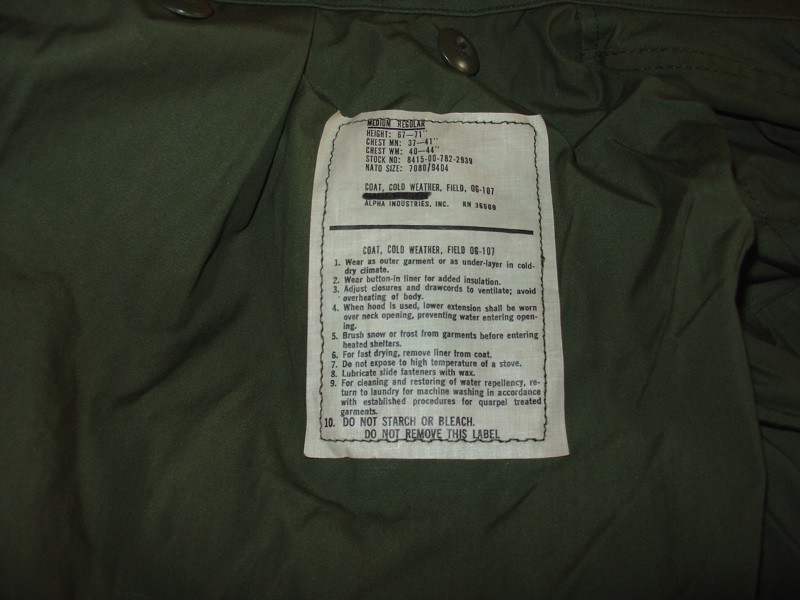 MEDIUM REGULAR
HEIGHT: 67-71"
CHEST MN: 37-41"
CHEST WM: 40-44"
STOCK NO: 8415-00-782-2939
NATO SIZE: 7080/9404
COAT, COLD WEATHER, FIELD, OG-107
ALPHA INDUSTRIES, INC. RN 36608
COAT, COLD WEATHER, FIELD OG-107
1. Wear as outer garment or as under-layer in cold-
dry climate.
2. Wear button-in liner for added insulation.
3. Adjust closures and drawcords to ventilate; avoid
overheating of body.
4. When hood is used, lower extension shall be worn
over neck opening, preventing water entering open-
ing.
5. Brush snow or frost from garments before entering
heated shelters.
6. For fast drying, remove liner from coat.
7. Do not expose to high temperature of a stove.
8. Lubricate slide fasteners with wax.
9. For cleaning and restoring of water repellency, re-
turn to laundry for machine washing in accordance
with established procedures for quarpel treated
garments.
10. DO NOT STARCH OR BLEACH.
DO NOT REMOVE THIS LABEL